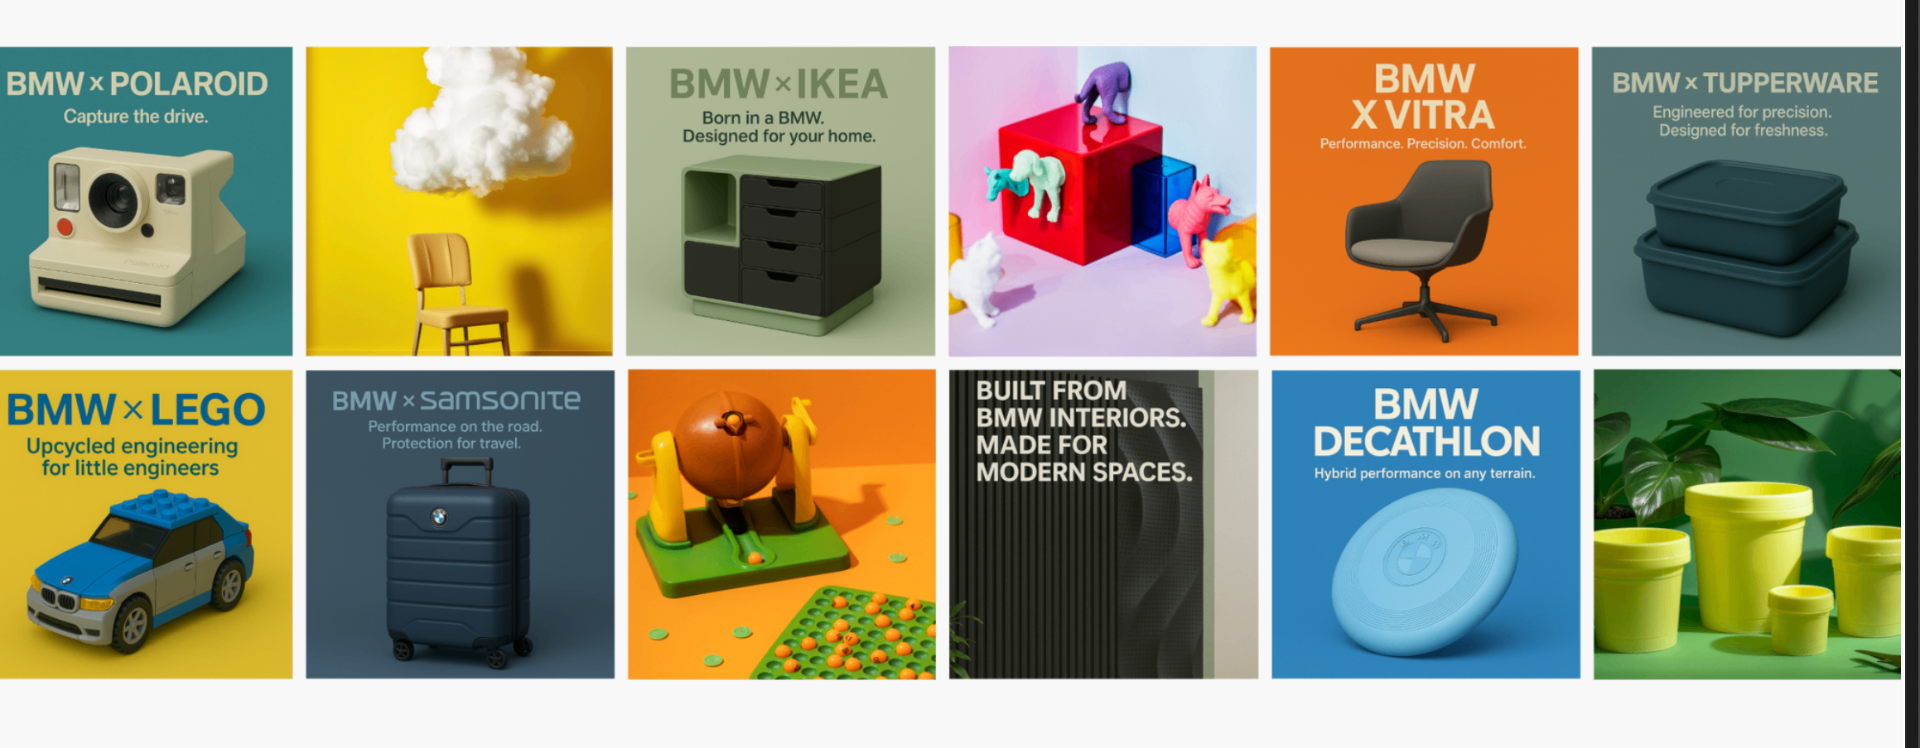 BMW x POLAROID
Capture the drive.
Polaroid
BMW × IKEA
Born in a BMW.
Designed for your home.
BMW
X VITRA
Performance. Precision. Comfort.
BMW x TUPPERWARE
Engineered for precision.
Designed for freshness.
BMW × LEGO
Upcycled engineering
for little engineers
BMW × Samsonite
Performance on the road.
Protection for travel.
BUILT FROM
BMW INTERIORS.
MADE FOR
MODERN SPACES.
BMW
DECATHLON
Hybrid performance on any terrain.
BMW